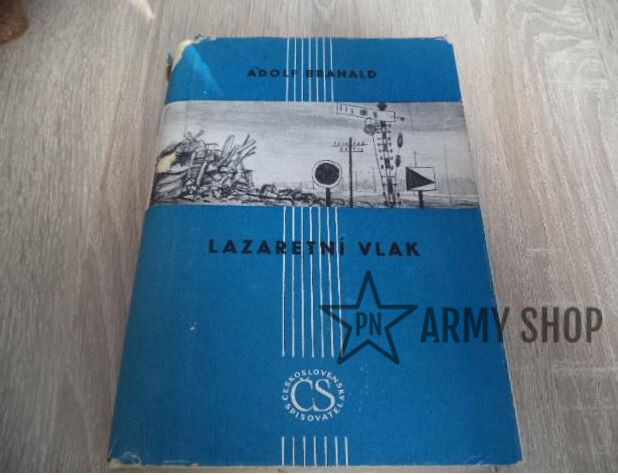 ADOLF BRANALD
LAZARETNÍ VLAK
PN
ARMY SHOP
ČESKOSLOVENSKÝ
ČS
SPISOVATEL